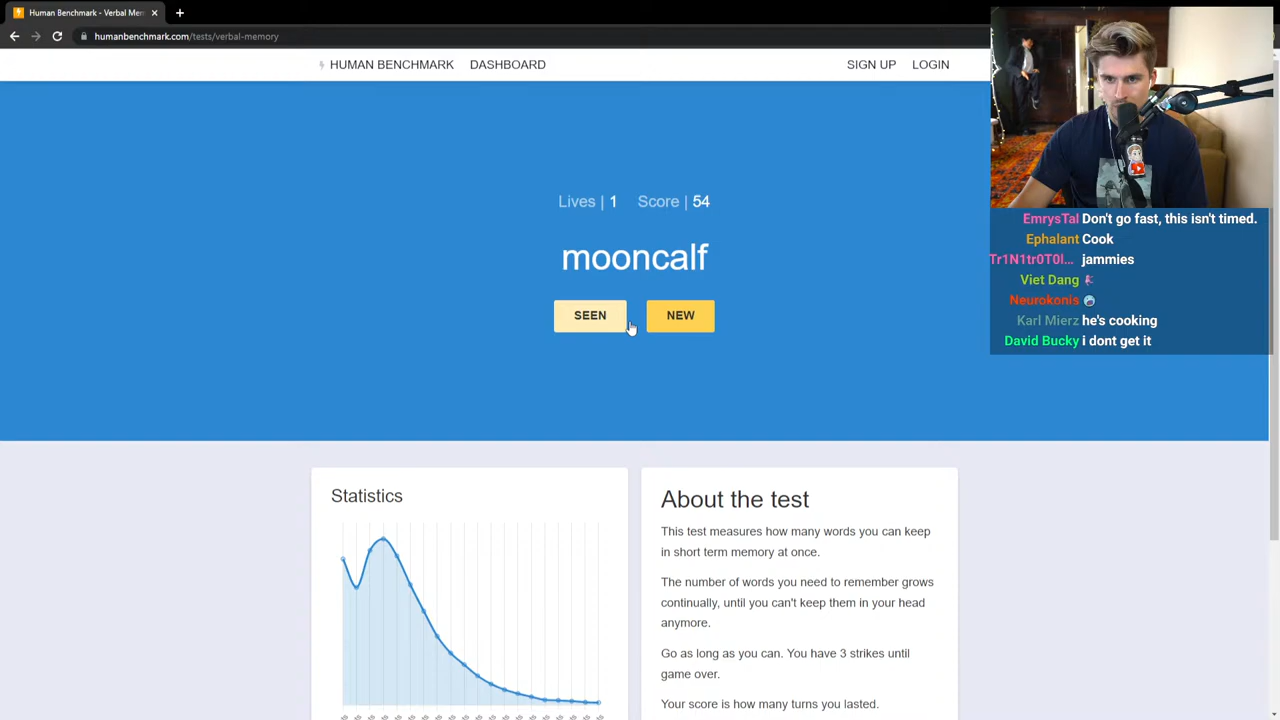 Human Benchmark - Verbal Mem
humanbenchmark.com/tests/verbal-memory
HUMAN BENCHMARK DASHBOARD SIGN UP LOGIN
Lives | 1 Score | 54
mooncalf
SEEN NEW
EmrysTal Don't go fast, this isn't timed.
Ephalant Cook
Tr1N1tr0T0l... jammies
Viet Dang
Neurokonis
Karl Mierz he's cooking
David Bucky i dont get it
Statistics
About the test
This test measures how many words you can keep
in short term memory at once.
The number of words you need to remember grows
continually, until you can't keep them in your head
anymore.
Go as long as you can. You have 3 strikes until
game over.
Your score is how many turns you lasted.